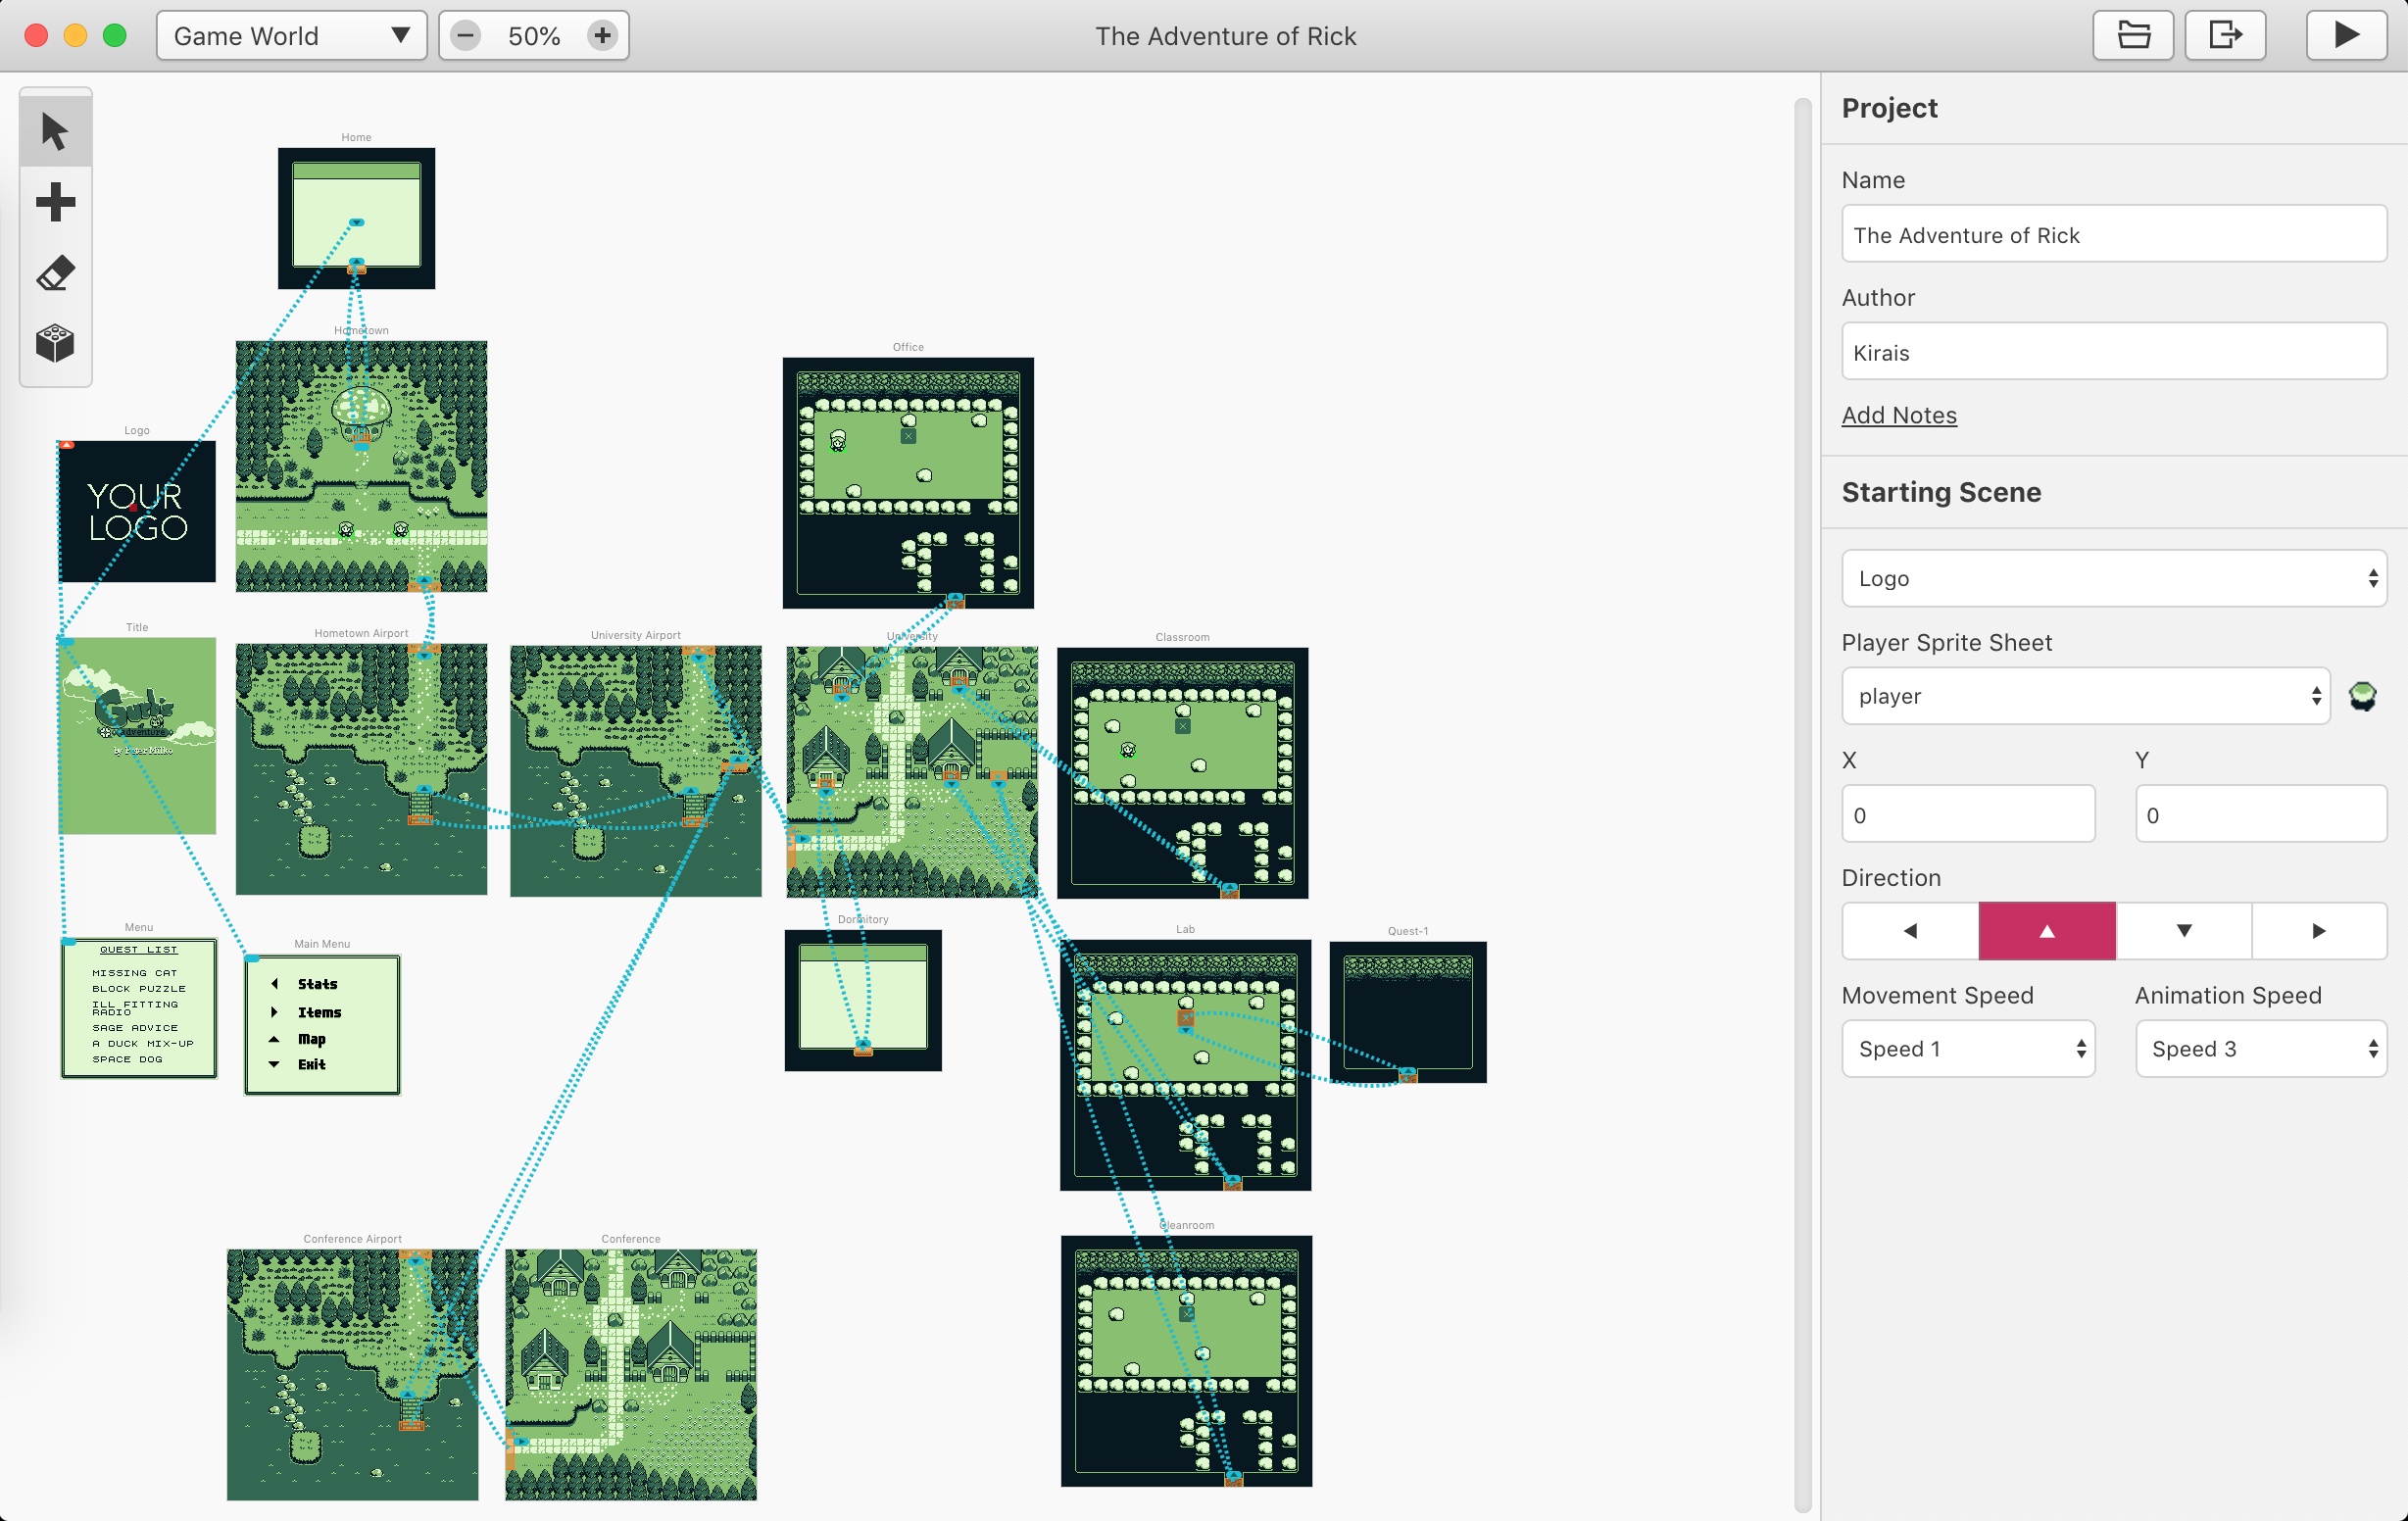 Game World
50%
The Adventure of Rick
Home
Hometown
Logo
YOUR
LOGO
Office
Title
adventure
by Peter Milko
Hometown Airport
University Airport
University
Classroom
Menu
QUEST LIST
MISSING CAT
BLOCK PUZZLE
ILL FITTING
RADIO
SAGE ADVICE
A DUCK MIX-UP
SPACE DOG
Main Menu
Stats
Items
Map
Exit
Dormitory
Lab
Quest-1
Conference Airport
Conference
Cleanroom
Project
Name
The Adventure of Rick
Author
Kirais
Add Notes
Starting Scene
Logo
Player Sprite Sheet
player
X
Y
0
0
Direction
Movement Speed
Animation Speed
Speed 1
Speed 3